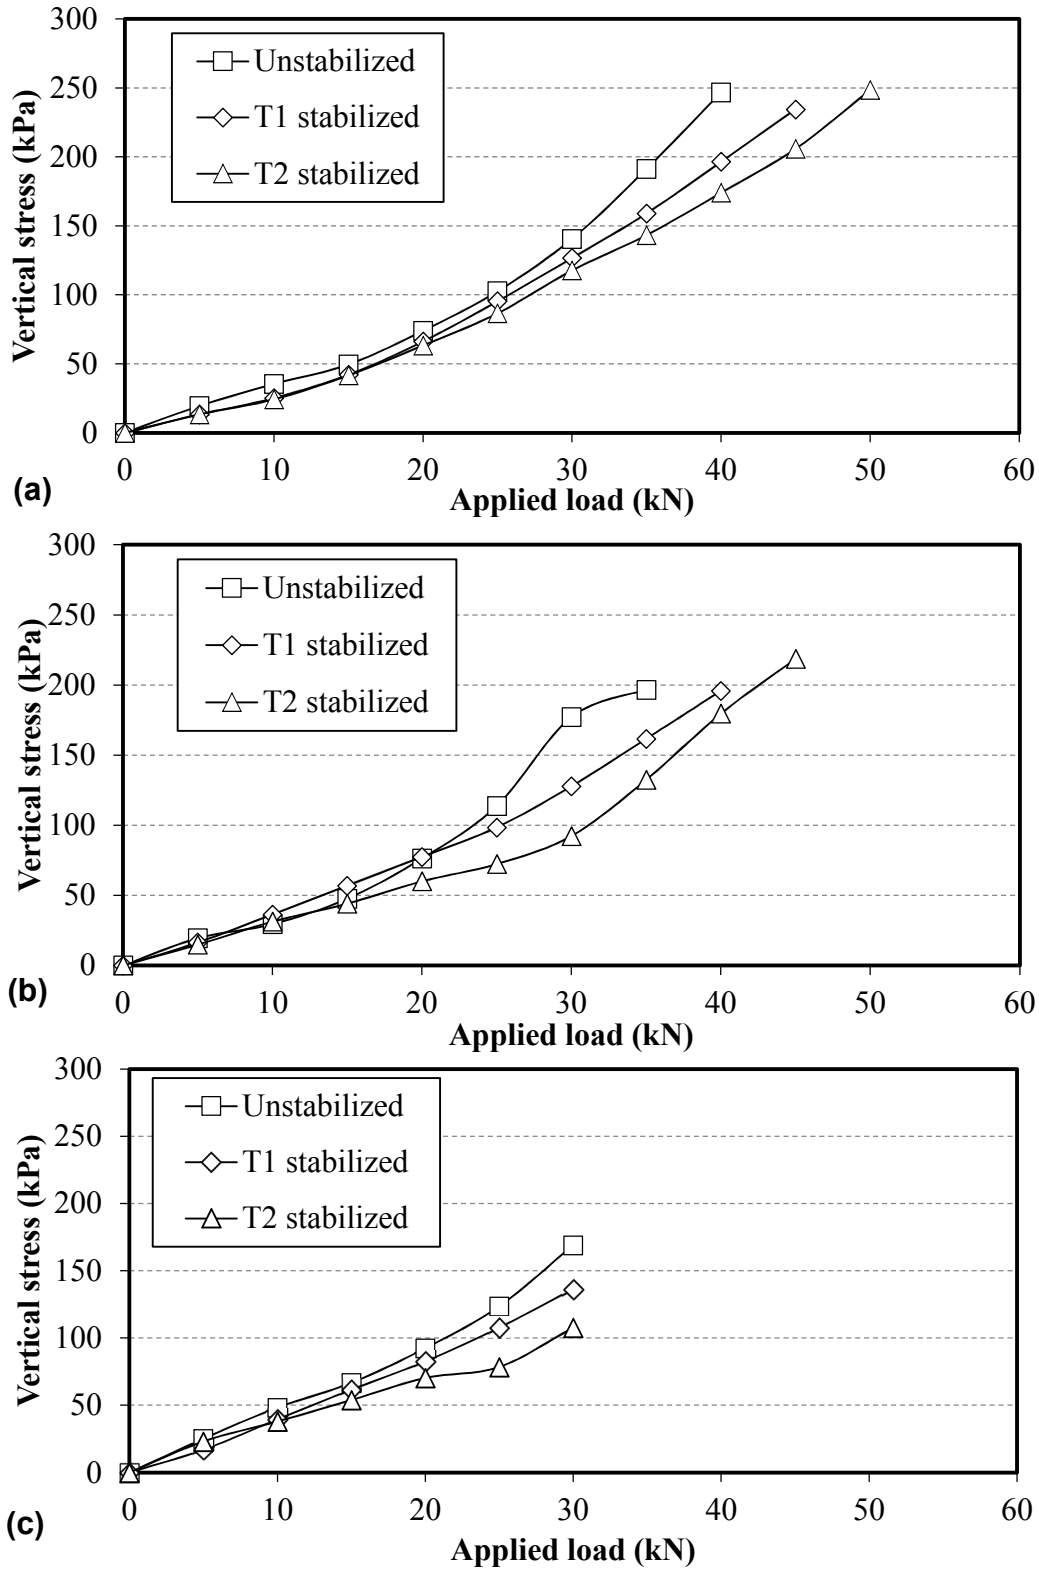 300
250
200
150
100
50
0
Vertical stress (kPa)
Unstabilized
T1 stabilized
T2 stabilized
0 10 20 30 40 50 60
(a)
Applied load (kN)
300
250
200
150
100
50
0
Vertical stress (kPa)
Unstabilized
T1 stabilized
T2 stabilized
0 10 20 30 40 50 60
(b)
Applied load (kN)
300
250
200
150
100
50
0
Vertical stress (kPa)
Unstabilized
T1 stabilized
T2 stabilized
0 10 20 30 40 50 60
(c)
Applied load (kN)